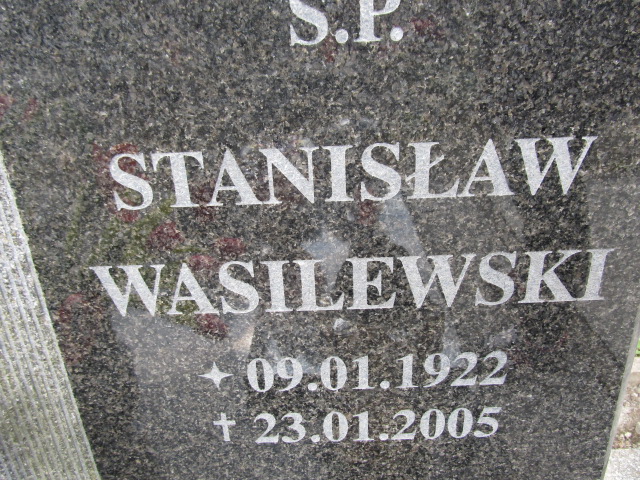 S.P.
STANISŁAW
WASILEWSKI
✦ 09.01.1922
✝ 23.01.2005